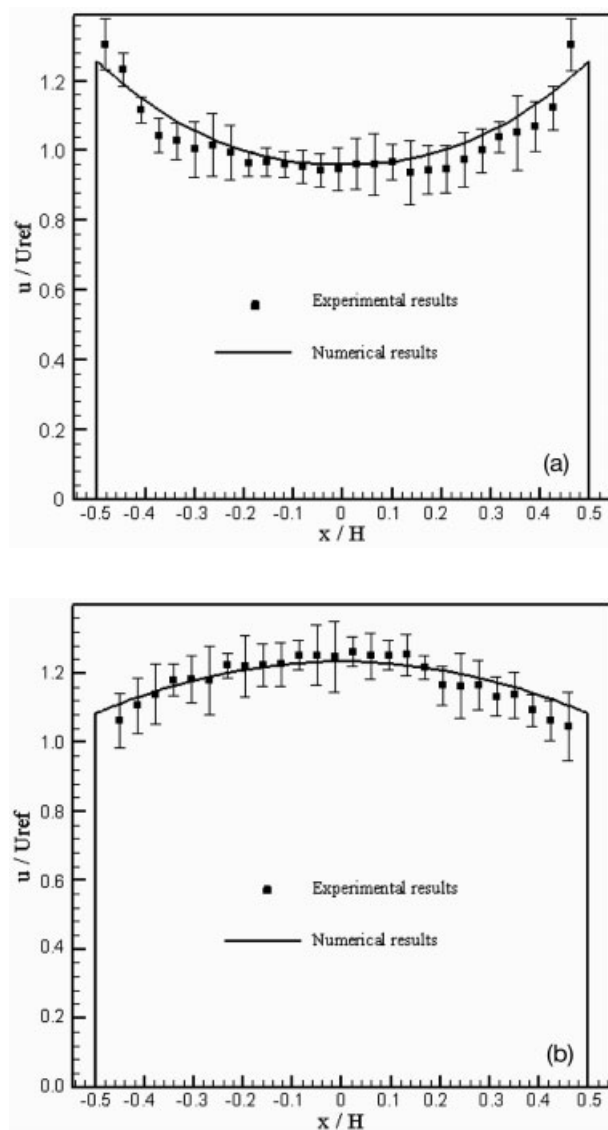 1.2
1.0
0.8
0.6
0.4
0.2
0
u / Uref
Experimental results
Numerical results
(a)
-0.5 -0.4 -0.3 -0.2 -0.1 0 0.1 0.2 0.3 0.4 0.5
x / H
1.2
1.0
0.8
0.6
0.4
0.2
0.0
u / Uref
Experimental results
Numerical results
(b)
-0.5 -0.4 -0.3 -0.2 -0.1 0 0.1 0.2 0.3 0.4 0.5
x / H